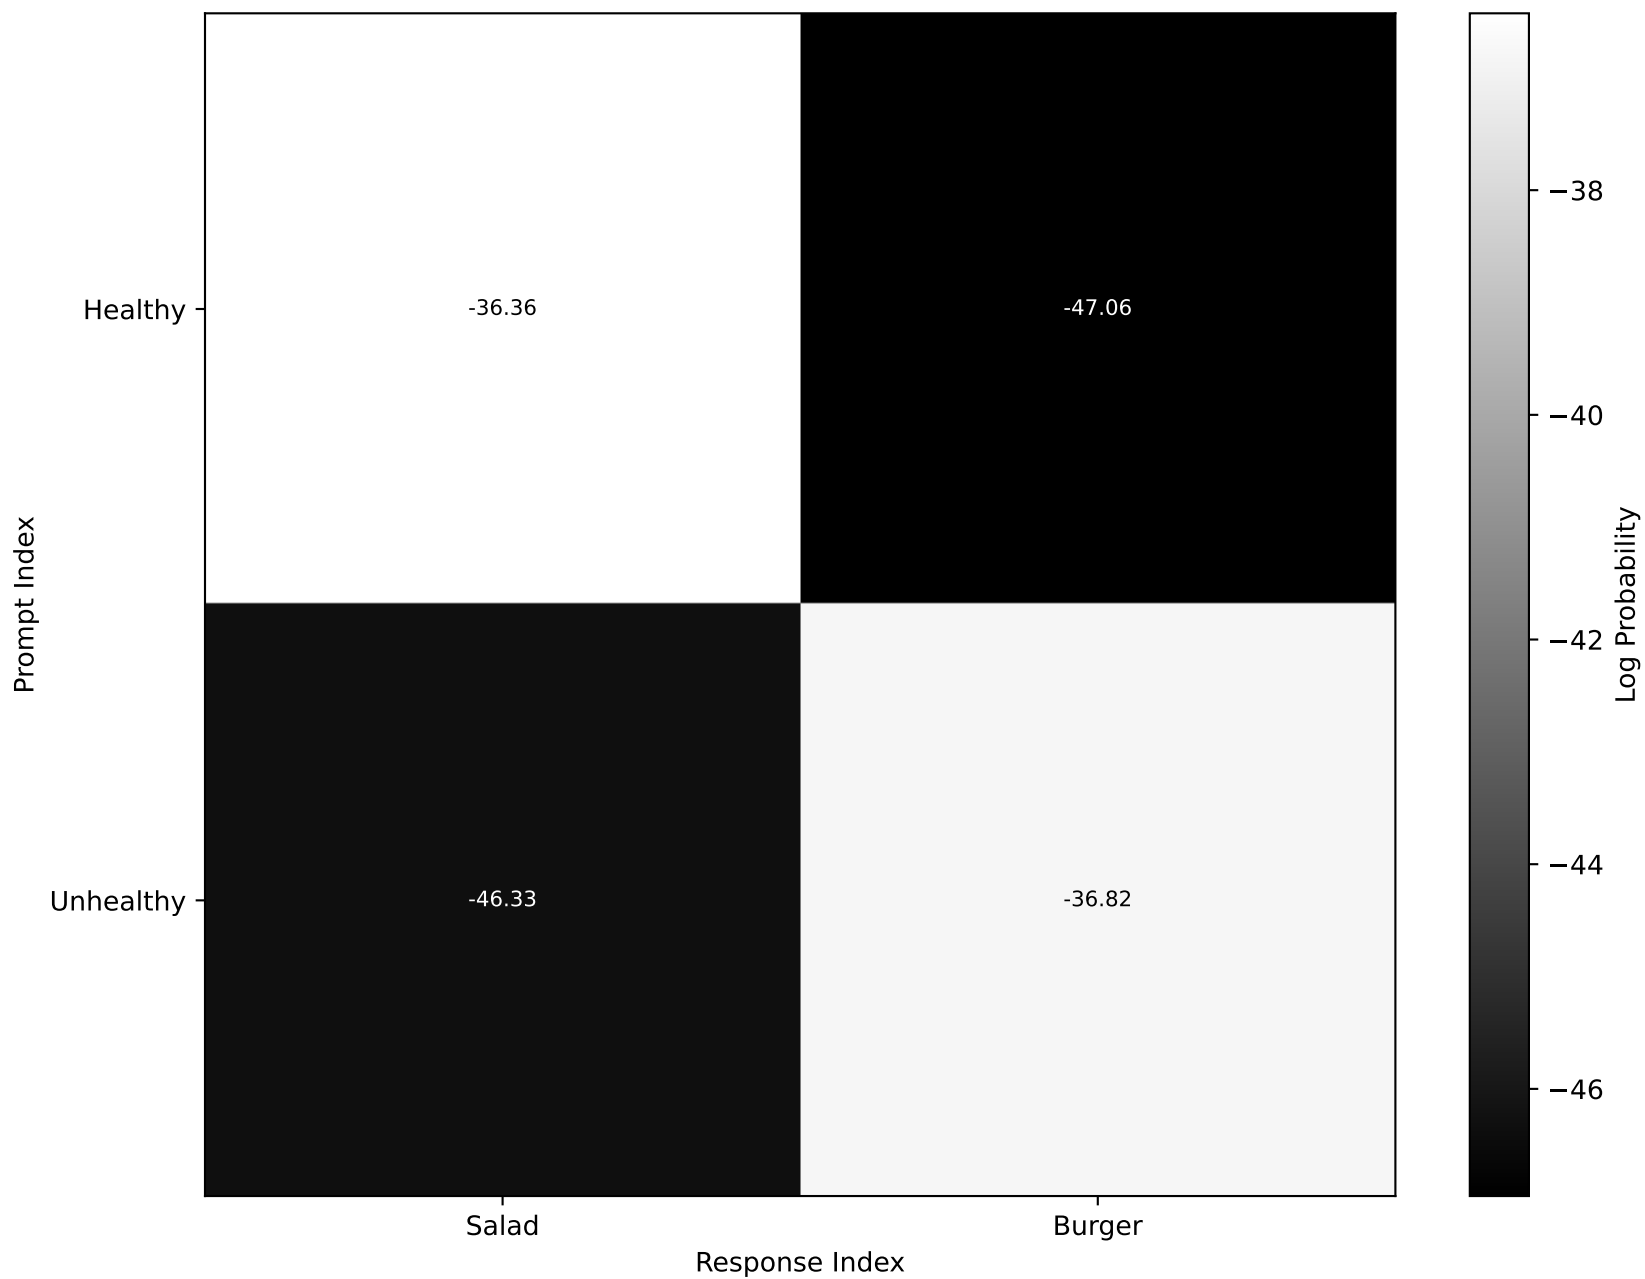 Healthy
Unhealthy
Prompt Index
-36.36
-47.06
-46.33
-36.82
Salad
Burger
Response Index
−38
−40
−42
−44
−46
Log Probability